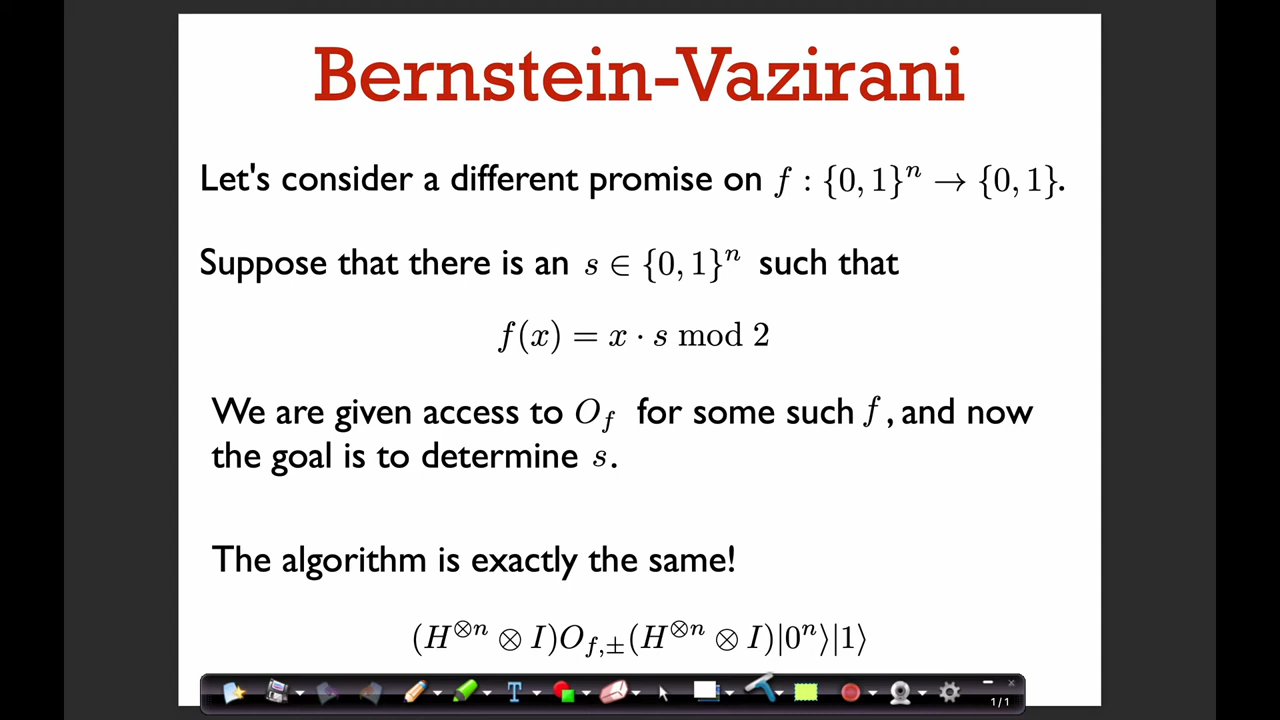 Bernstein-Vazirani
Let's consider a different promise on f : {0, 1}ⁿ → {0, 1}.
Suppose that there is an s ∈ {0, 1}ⁿ such that
f(x) = x · s mod 2
We are given access to O_f for some such f, and now
the goal is to determine s.
The algorithm is exactly the same!
(H^{⊗n} ⊗ I)O_{f,±}(H^{⊗n} ⊗ I)|0ⁿ⟩|1⟩
T
1/1